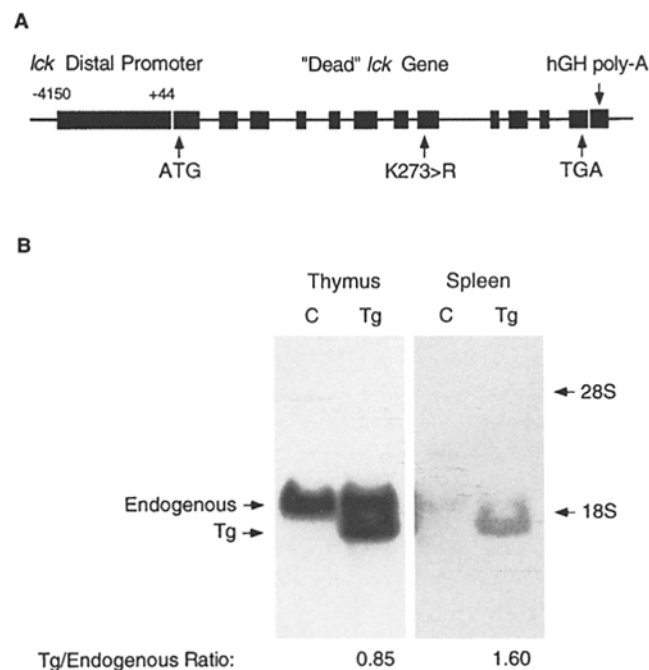 A
lck Distal Promoter "Dead" lck Gene hGH poly-A
-4150 +44
ATG K273>R TGA
B
Thymus Spleen
C Tg C Tg
28S
Endogenous 18S
Tg
Tg/Endogenous Ratio: 0.85 1.60